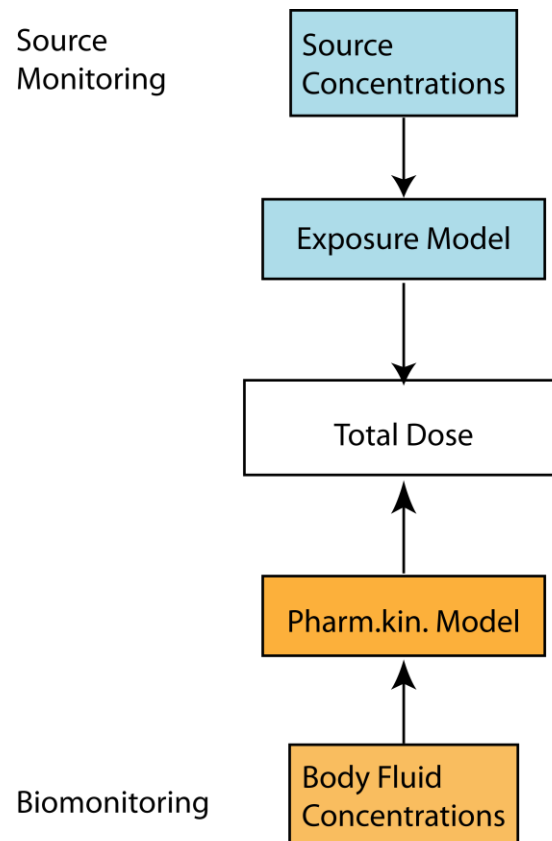 Source
Monitoring
Source
Concentrations
Exposure Model
Total Dose
Pharm.kin. Model
Biomonitoring
Body Fluid
Concentrations